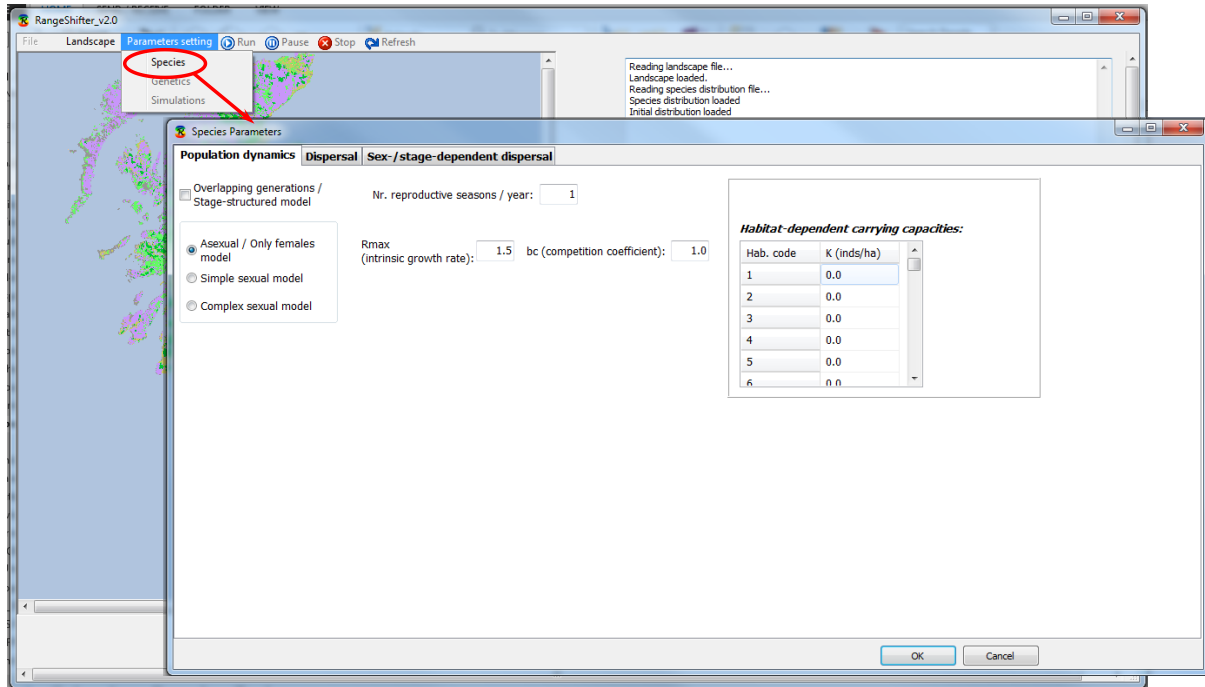 RangeShifter_v2.0
File Landscape Parameters setting Run Pause Stop Refresh
Species
Genetics
Simulations
Reading landscape file...
Landscape loaded.
Reading species distribution file...
Species distribution loaded
Initial distribution loaded
Species Parameters
Population dynamics Dispersal Sex-/stage-dependent dispersal
Overlapping generations /
Stage-structured model
Nr. reproductive seasons / year: 1
Asexual / Only females
model
Simple sexual model
Complex sexual model
Rmax
(intrinsic growth rate): 1.5 bc (competition coefficient): 1.0
Habitat-dependent carrying capacities:
Hab. code K (inds/ha)
1 0.0
2 0.0
3 0.0
4 0.0
5 0.0
6 0.0
OK Cancel